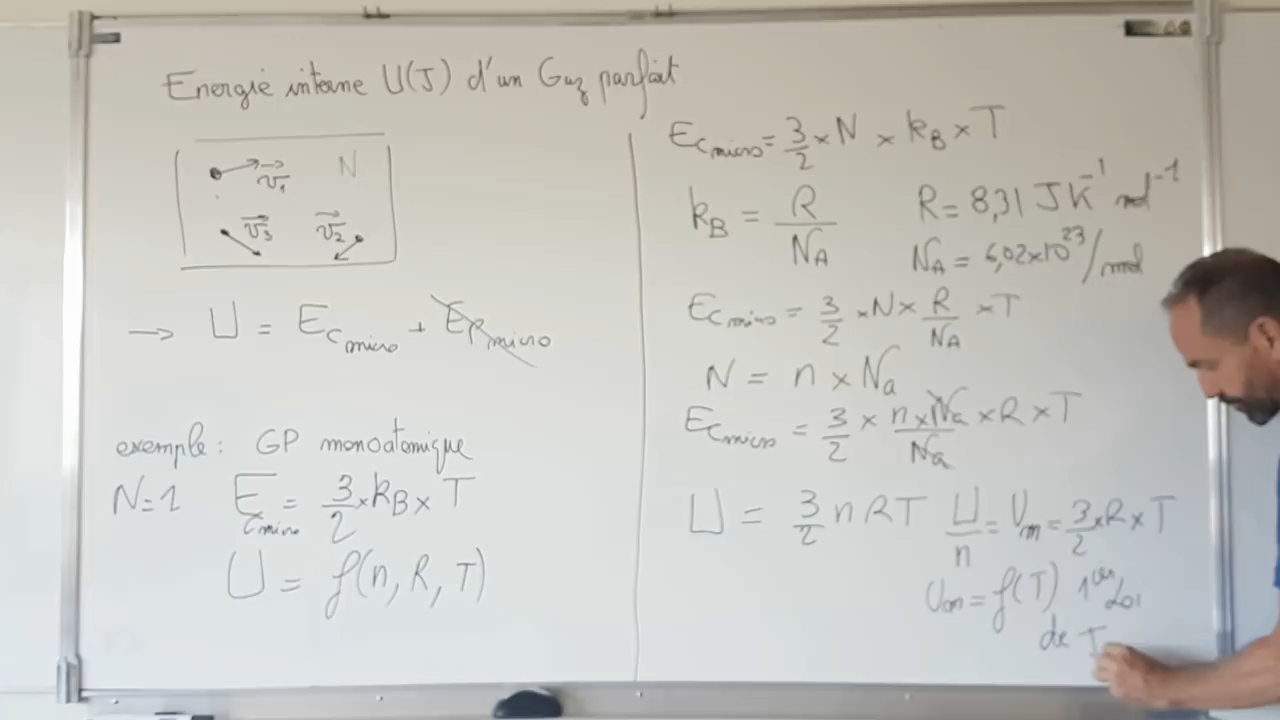 Energie interne U(J) d'un Gaz parfait
v₁⃗ N
v₃⃗ v₂⃗
→ U = Ec micro + Ep micro
exemple : GP monoatomique
N=1 Ec micro = 3/2 × kB × T
U = f(n, R, T)
Ec micro = 3/2 × N × kB × T
kB = R/NA R = 8,31 J K⁻¹ mol⁻¹
NA = 6,02×10²³/mol
Ec micro = 3/2 × N × R/NA × T
N = n × Na
Ec micro = 3/2 × n × Na/Na × R × T
U = 3/2 n R T U/n = Um = 3/2 × R × T
Um = f(T) 1ère Loi
de